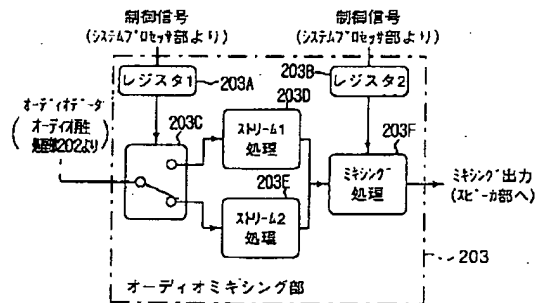 制御信号
(システムプロセッサ部より)
制御信号
(システムプロセッサ部より)
レジスタ1
203A
203B
レジスタ2
オーディオデータ
(オーディオ再生
処理部202より)
203C
203D
ストリーム1
処理
203F
ミキシング
処理
ミキシング出力
(スピーカ部へ)
203E
ストリーム2
処理
203
オーディオミキシング部